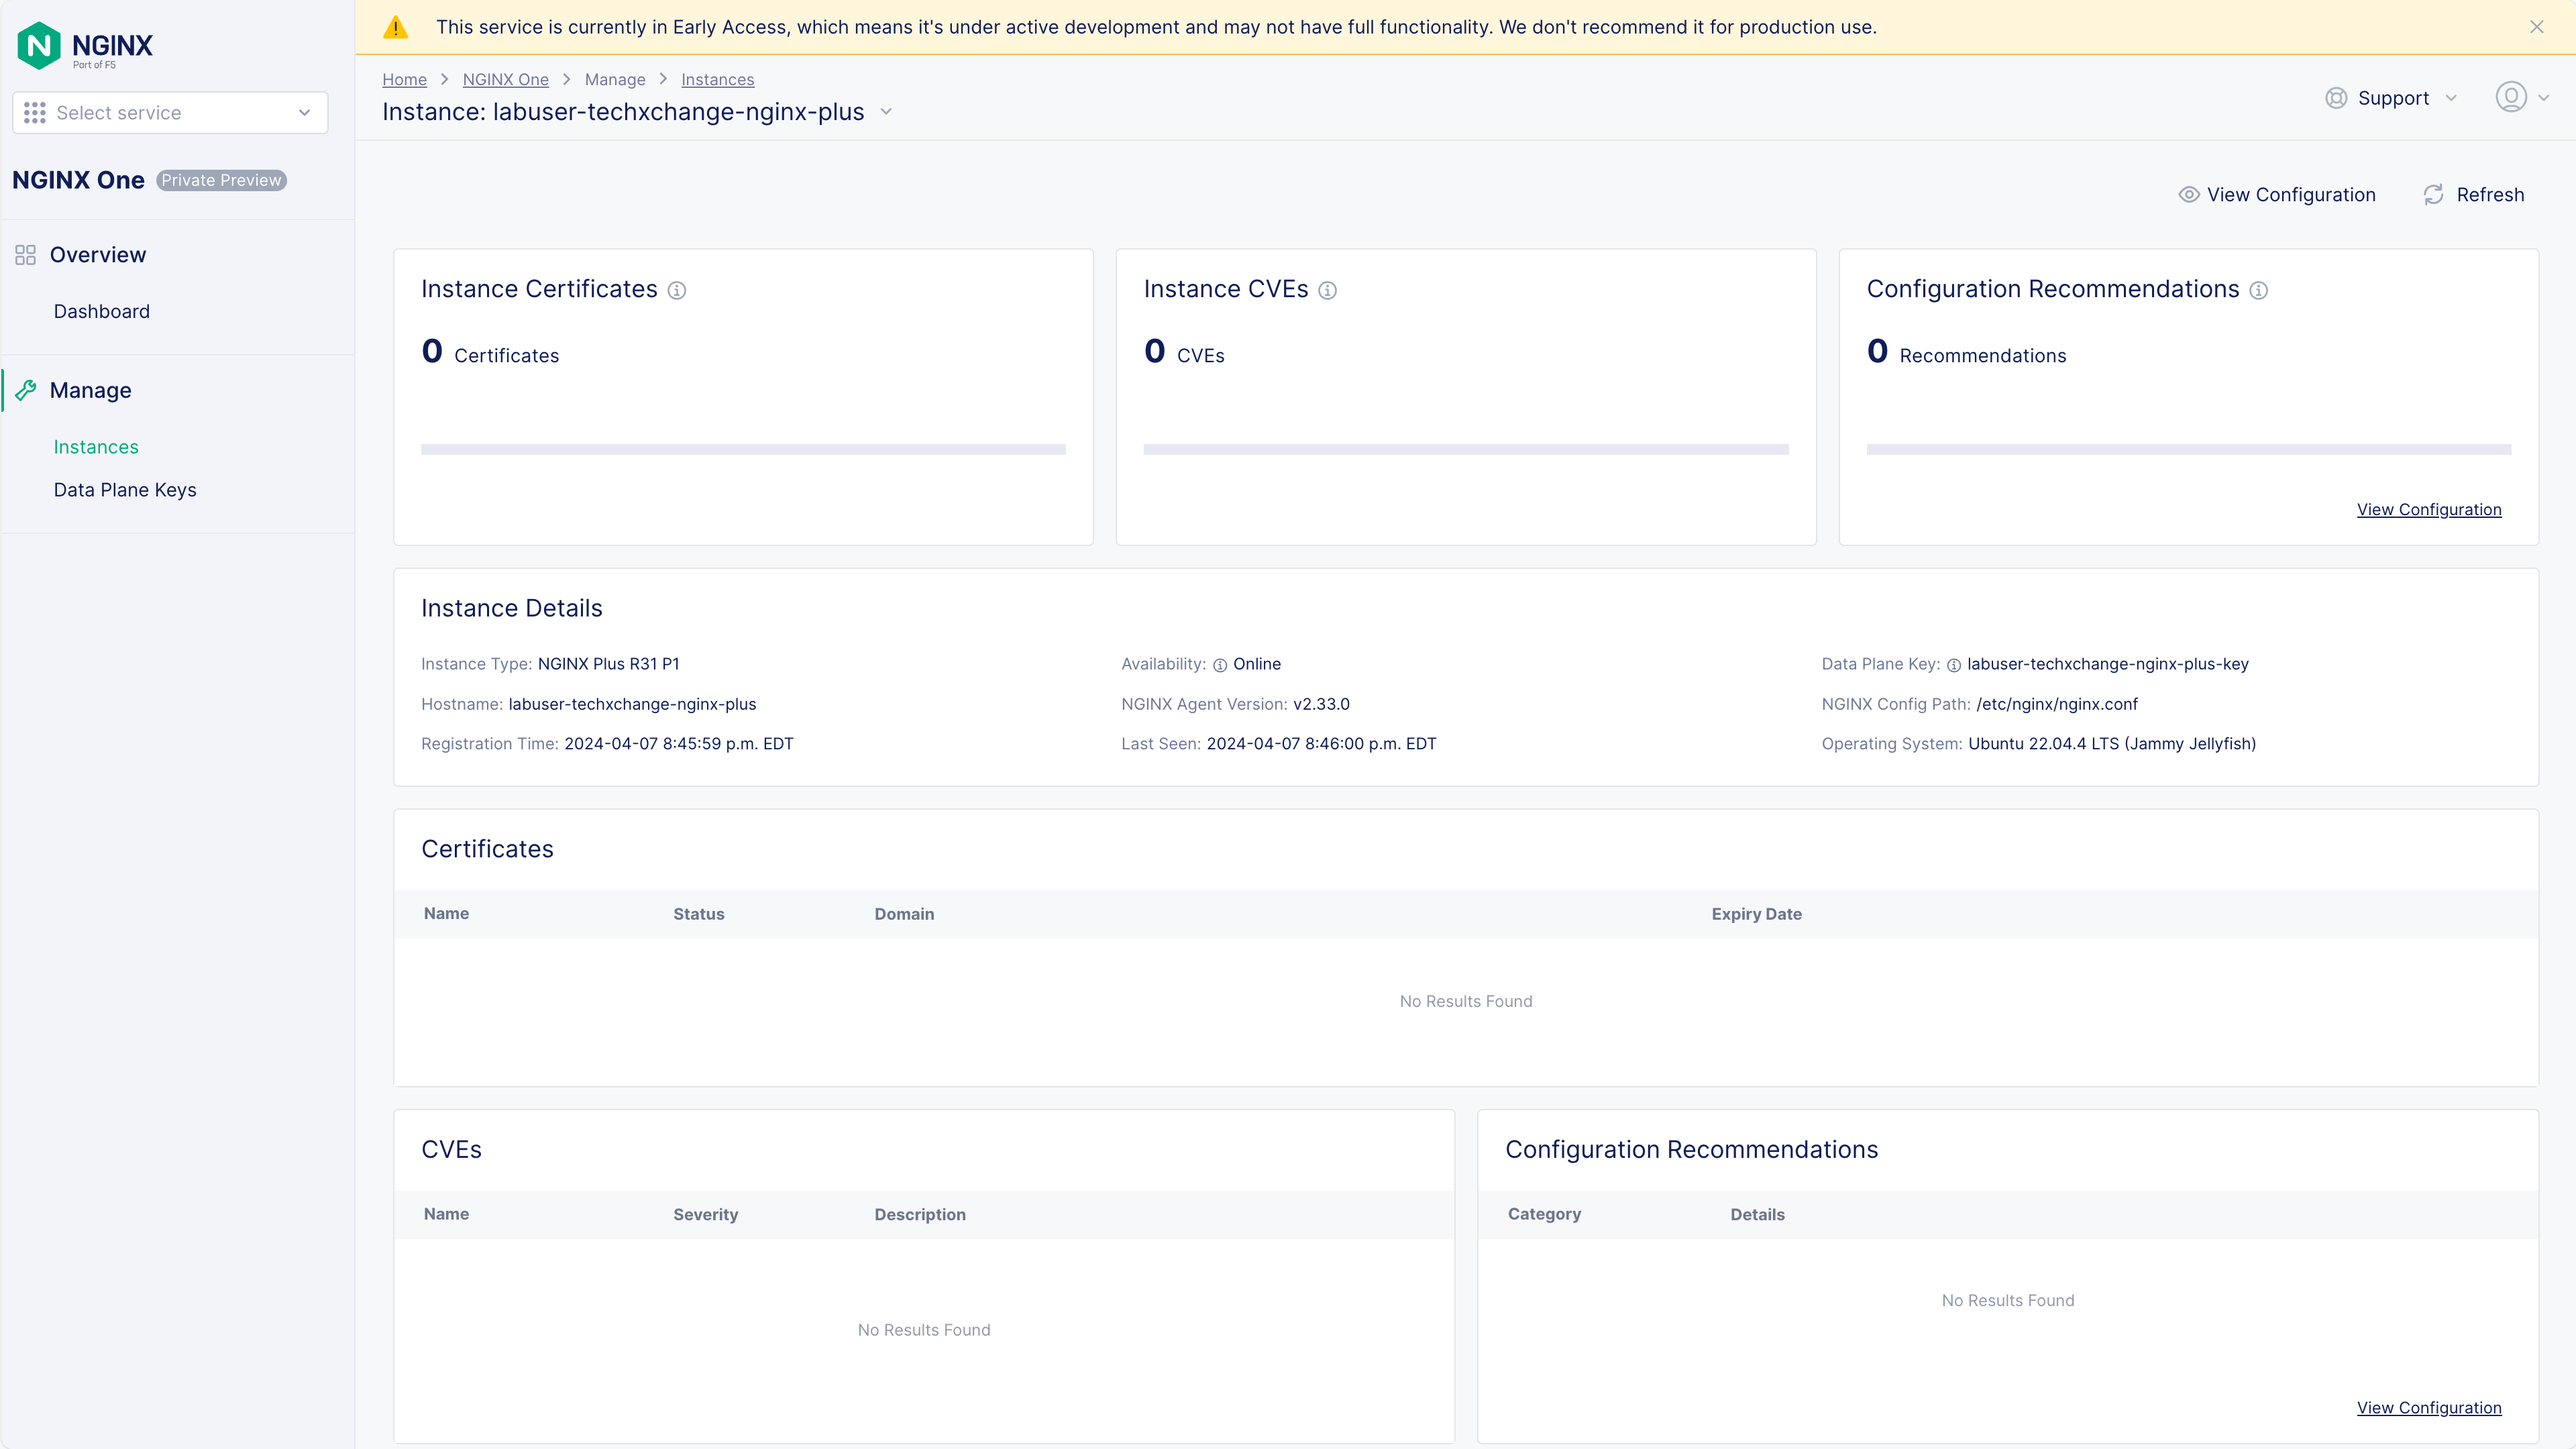 This service is currently in Early Access, which means it's under active development and may not have full functionality. We don't recommend it for production use.
NGINX
Part of F5
Select service
NGINX One Private Preview
Overview
Dashboard
Manage
Instances
Data Plane Keys
Home > NGINX One > Manage > Instances
Instance: labuser-techxchange-nginx-plus
Support
View Configuration
Refresh
Instance Certificates
0 Certificates
Instance CVEs
0 CVEs
Configuration Recommendations
0 Recommendations
View Configuration
Instance Details
Instance Type: NGINX Plus R31 P1
Availability: Online
Data Plane Key: labuser-techxchange-nginx-plus-key
Hostname: labuser-techxchange-nginx-plus
NGINX Agent Version: v2.33.0
NGINX Config Path: /etc/nginx/nginx.conf
Registration Time: 2024-04-07 8:45:59 p.m. EDT
Last Seen: 2024-04-07 8:46:00 p.m. EDT
Operating System: Ubuntu 22.04.4 LTS (Jammy Jellyfish)
Certificates
Name Status Domain Expiry Date
No Results Found
CVEs
Name Severity Description
No Results Found
Configuration Recommendations
Category Details
No Results Found
View Configuration